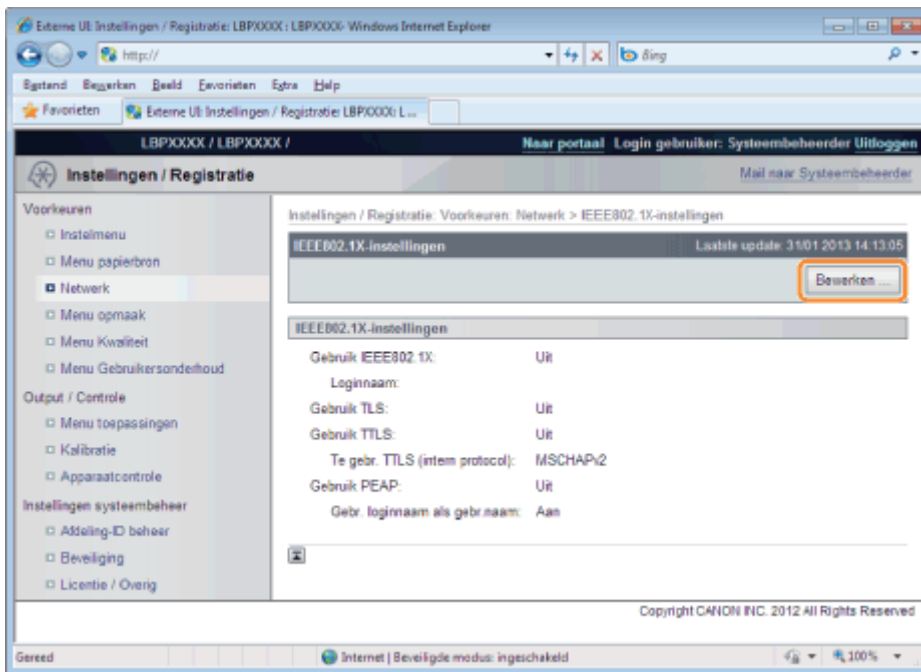 Externe UI: Instellingen / Registratie: LBPXXXX : LBPXXXX- Windows Internet Explorer
http://
Bing
Bestand Bewerken Beeld Favorieten Extra Help
Favorieten Externe UI: Instellingen / Registratie: LBPXXXX: L...
LBPXXXX / LBPXXXX / Naar portaal Login gebruiker: Systeembeheerder Uitloggen
Instellingen / Registratie Mail naar Systeembeheerder
Voorkeuren
Instelmenu
Menu papierbron
Netwerk
Menu opmaak
Menu Kwaliteit
Menu Gebruikersonderhoud
Output / Controle
Menu toepassingen
Kalibratie
Apparaatcontrole
Instellingen systeembeheer
Afdeling-ID beheer
Beveiliging
Licentie / Overig
Instellingen / Registratie: Voorkeuren: Netwerk > IEEE802.1X-instellingen
IEEE802.1X-instellingen Laatste update: 31/01 2013 14:13:05
Bewerken ...
IEEE802.1X-instellingen
Gebruik IEEE802.1X: Uit
Loginnaam:
Gebruik TLS: Uit
Gebruik TTLS: Uit
Te gebr. TTLS (intern protocol): MSCHAPv2
Gebruik PEAP: Uit
Gebr. loginnaam als gebr.naam: Aan
Copyright CANON INC. 2012 All Rights Reserved
Gereed Internet | Beveiligde modus: ingeschakeld 100%